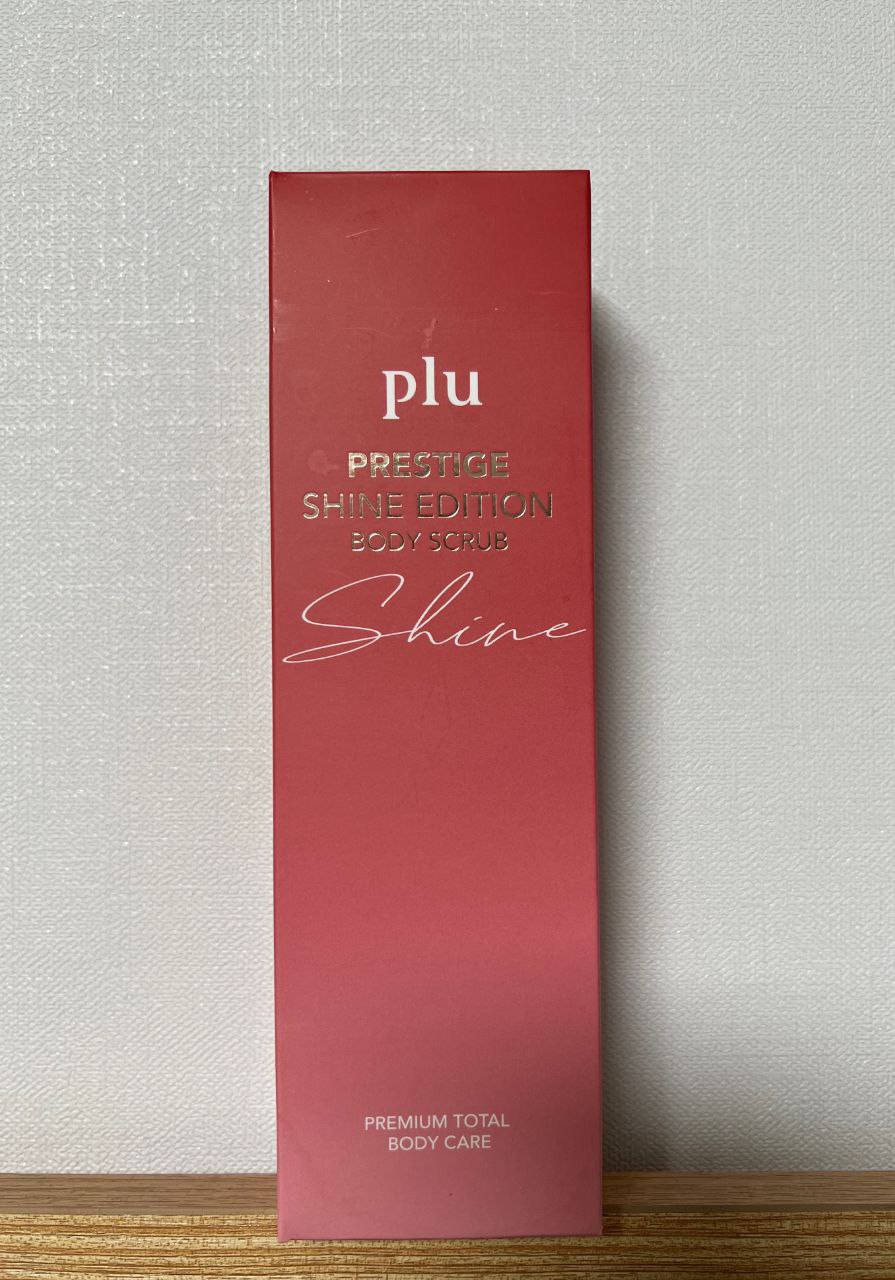 plu
PRESTIGE
SHINE EDITION
BODY SCRUB
Shine
PREMIUM TOTAL
BODY CARE